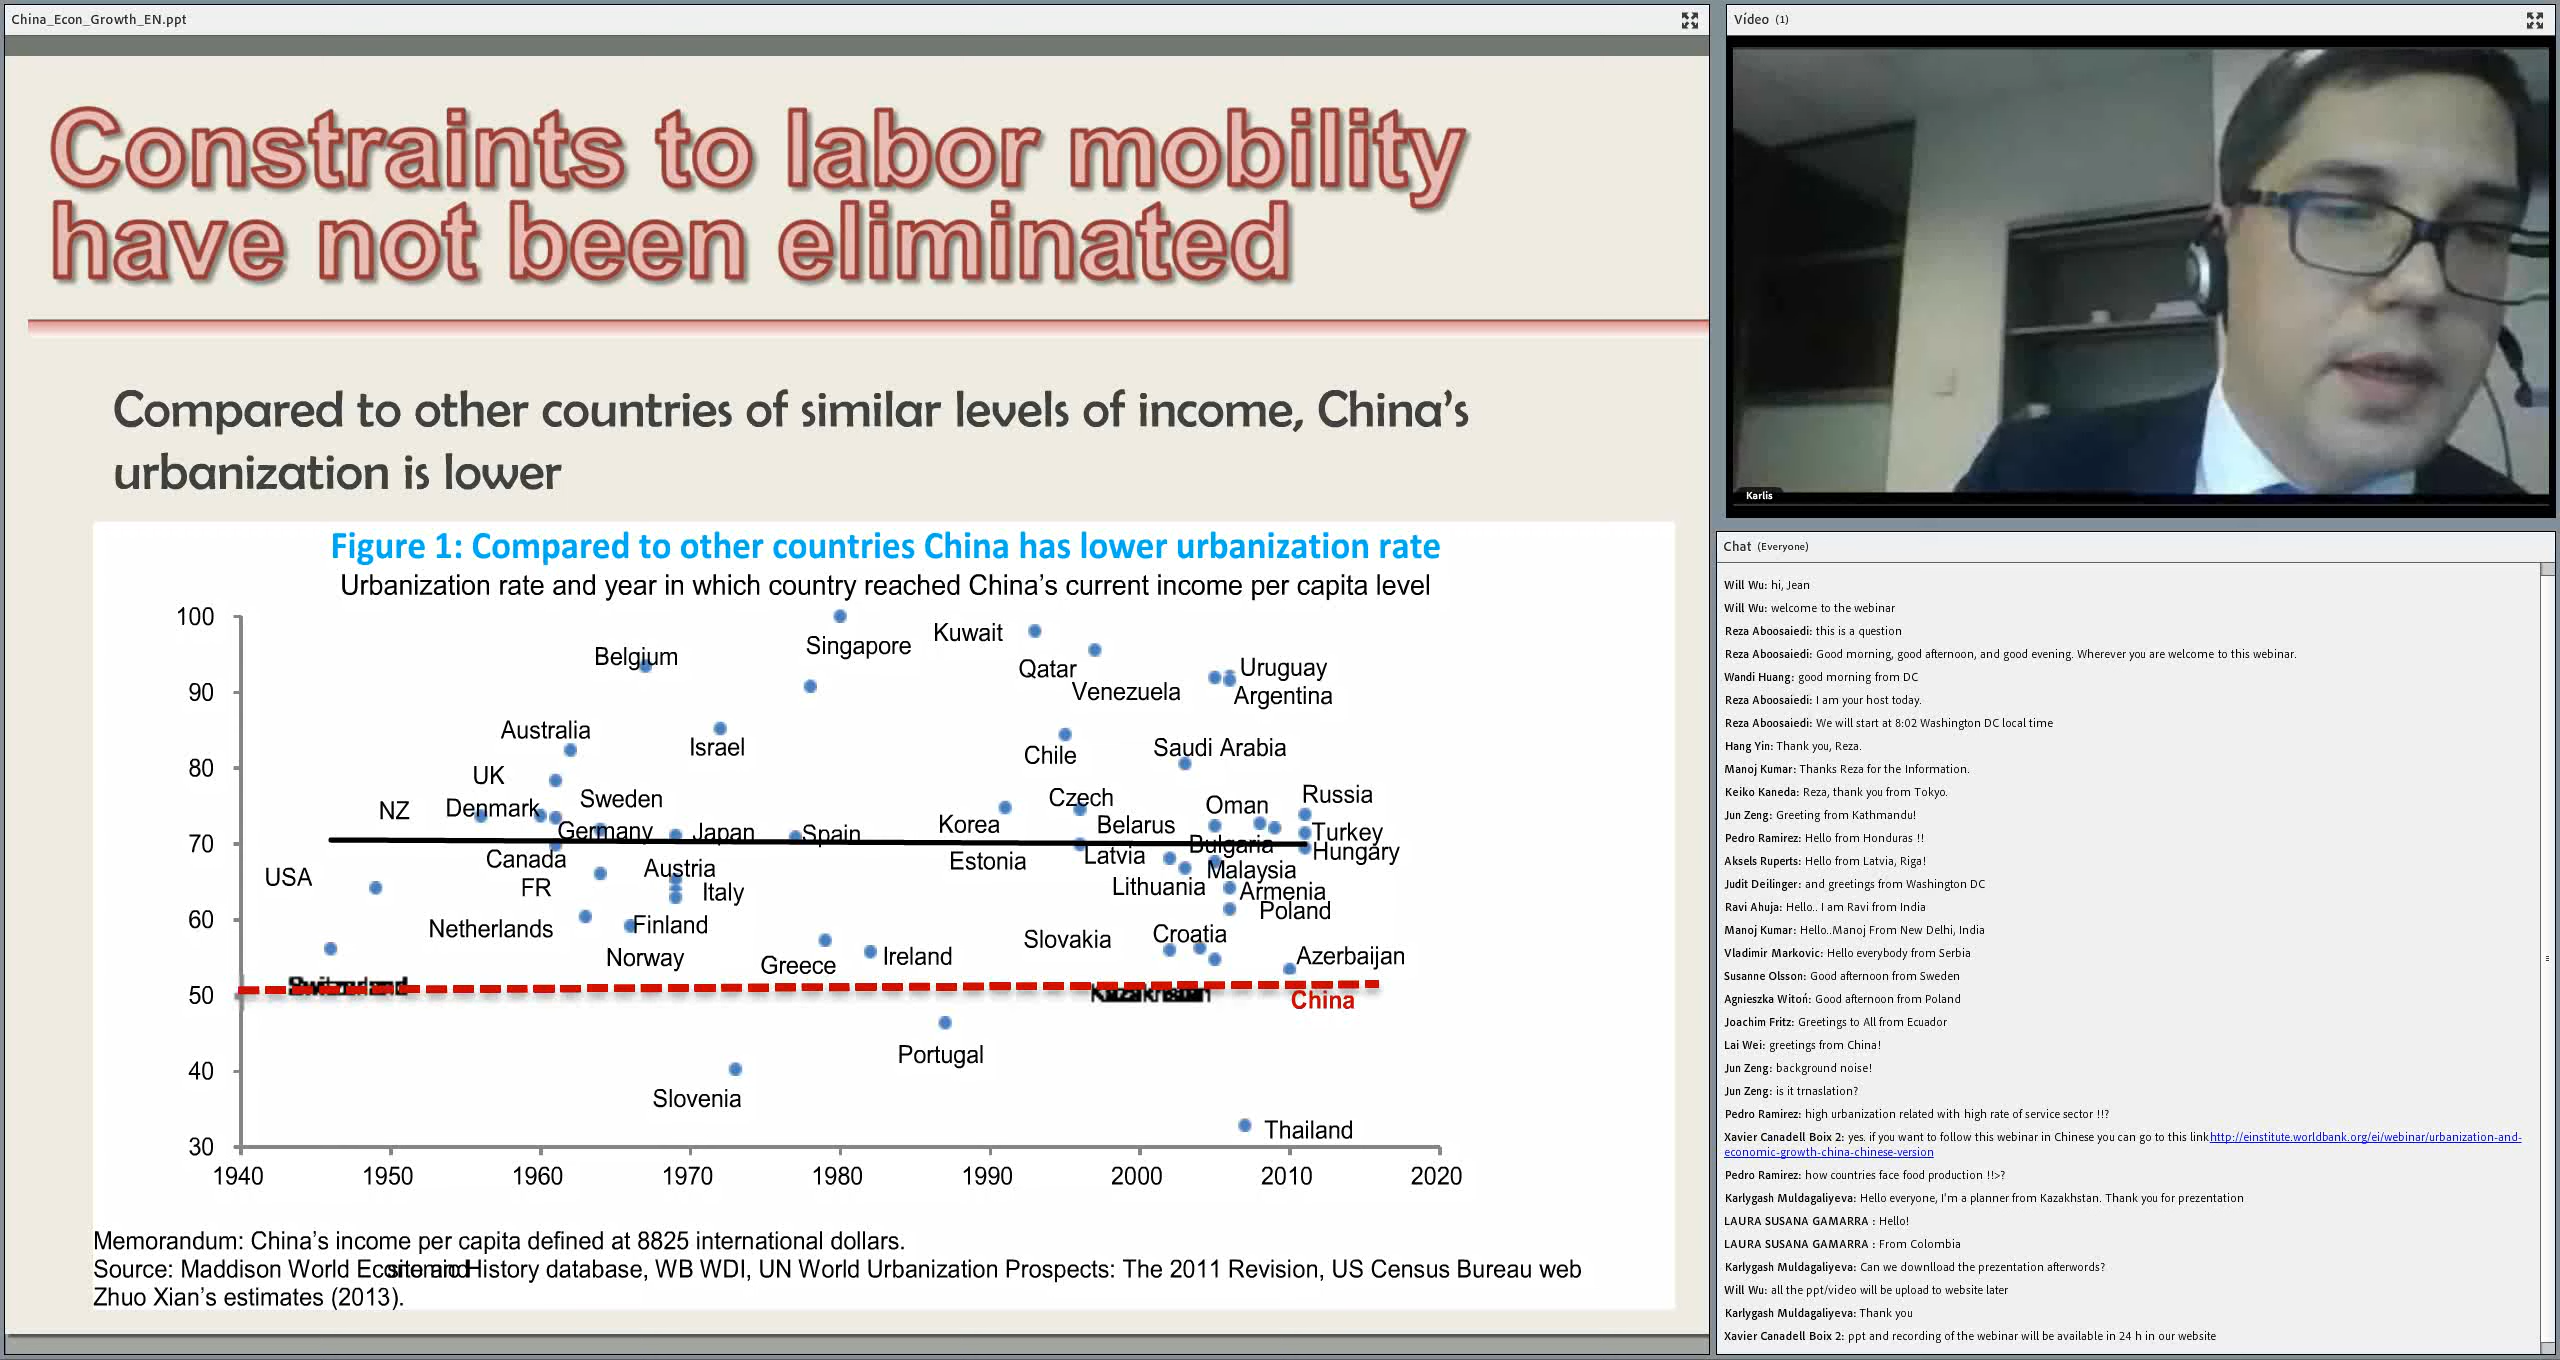 China_Econ_Growth_EN.ppt
Constraints to labor mobility
have not been eliminated
Compared to other countries of similar levels of income, China's
urbanization is lower
Figure 1: Compared to other countries China has lower urbanization rate
Urbanization rate and year in which country reached China's current income per capita level
100
90
80
70
60
50
40
30
Singapore
Kuwait
Belgium
Qatar
Uruguay
Venezuela
Argentina
Australia
Israel
Chile
Saudi Arabia
UK
Sweden
Czech
Russia
NZ
Denmark
Oman
Germany
Japan
Spain
Korea
Belarus
Turkey
Bulgaria
Hungary
Canada
Estonia
Latvia
USA
Austria
Malaysia
FR
Italy
Lithuania
Armenia
Poland
Netherlands
Finland
Slovakia
Croatia
Norway
Greece
Ireland
Azerbaijan
Switzerland
Kazakhstan
China
Portugal
Slovenia
Thailand
1940 1950 1960 1970 1980 1990 2000 2010 2020
Memorandum: China's income per capita defined at 8825 international dollars.
Source: Maddison World Economic History database, WB WDI, UN World Urbanization Prospects: The 2011 Revision, US Census Bureau web
Zhuo Xian's estimates (2013).
Vídeo (1)
Karlis
Chat (Everyone)
Will Wu: hi, Jean
Will Wu: welcome to the webinar
Reza Aboosaiedi: this is a question
Reza Aboosaiedi: Good morning, good afternoon, and good evening. Wherever you are welcome to this webinar.
Wandi Huang: good morning from DC
Reza Aboosaiedi: I am your host today.
Reza Aboosaiedi: We will start at 8:02 Washington DC local time
Hang Yin: Thank you, Reza.
Manoj Kumar: Thanks Reza for the Information.
Keiko Kaneda: Reza, thank you from Tokyo.
Jun Zeng: Greeting from Kathmandu!
Pedro Ramirez: Hello from Honduras !!
Aksels Ruperts: Hello from Latvia, Riga!
Judit Deilinger: and greetings from Washington DC
Ravi Ahuja: Hello.. I am Ravi from India
Manoj Kumar: Hello..Manoj From New Delhi, India
Vladimir Markovic: Hello everybody from Serbia
Susanne Olsson: Good afternoon from Sweden
Agnieszka Witoń: Good afternoon from Poland
Joachim Fritz: Greetings to All from Ecuador
Lai Wei: greetings from China!
Jun Zeng: background noise!
Jun Zeng: is it trnaslation?
Pedro Ramirez: high urbanization related with high rate of service sector !!?
Xavier Canadell Boix 2: yes. if you want to follow this webinar in Chinese you can go to this linkhttp://einstitute.worldbank.org/ei/webinar/urbanization-and-
economic-growth-china-chinese-version
Pedro Ramirez: how countries face food production !!>?
Karlygash Muldagaliyeva: Hello everyone, I'm a planner from Kazakhstan. Thank you for prezentation
LAURA SUSANA GAMARRA : Hello!
LAURA SUSANA GAMARRA : From Colombia
Karlygash Muldagaliyeva: Can we downlload the prezentation afterwords?
Will Wu: all the ppt/video will be upload to website later
Karlygash Muldagaliyeva: Thank you
Xavier Canadell Boix 2: ppt and recording of the webinar will be available in 24 h in our website